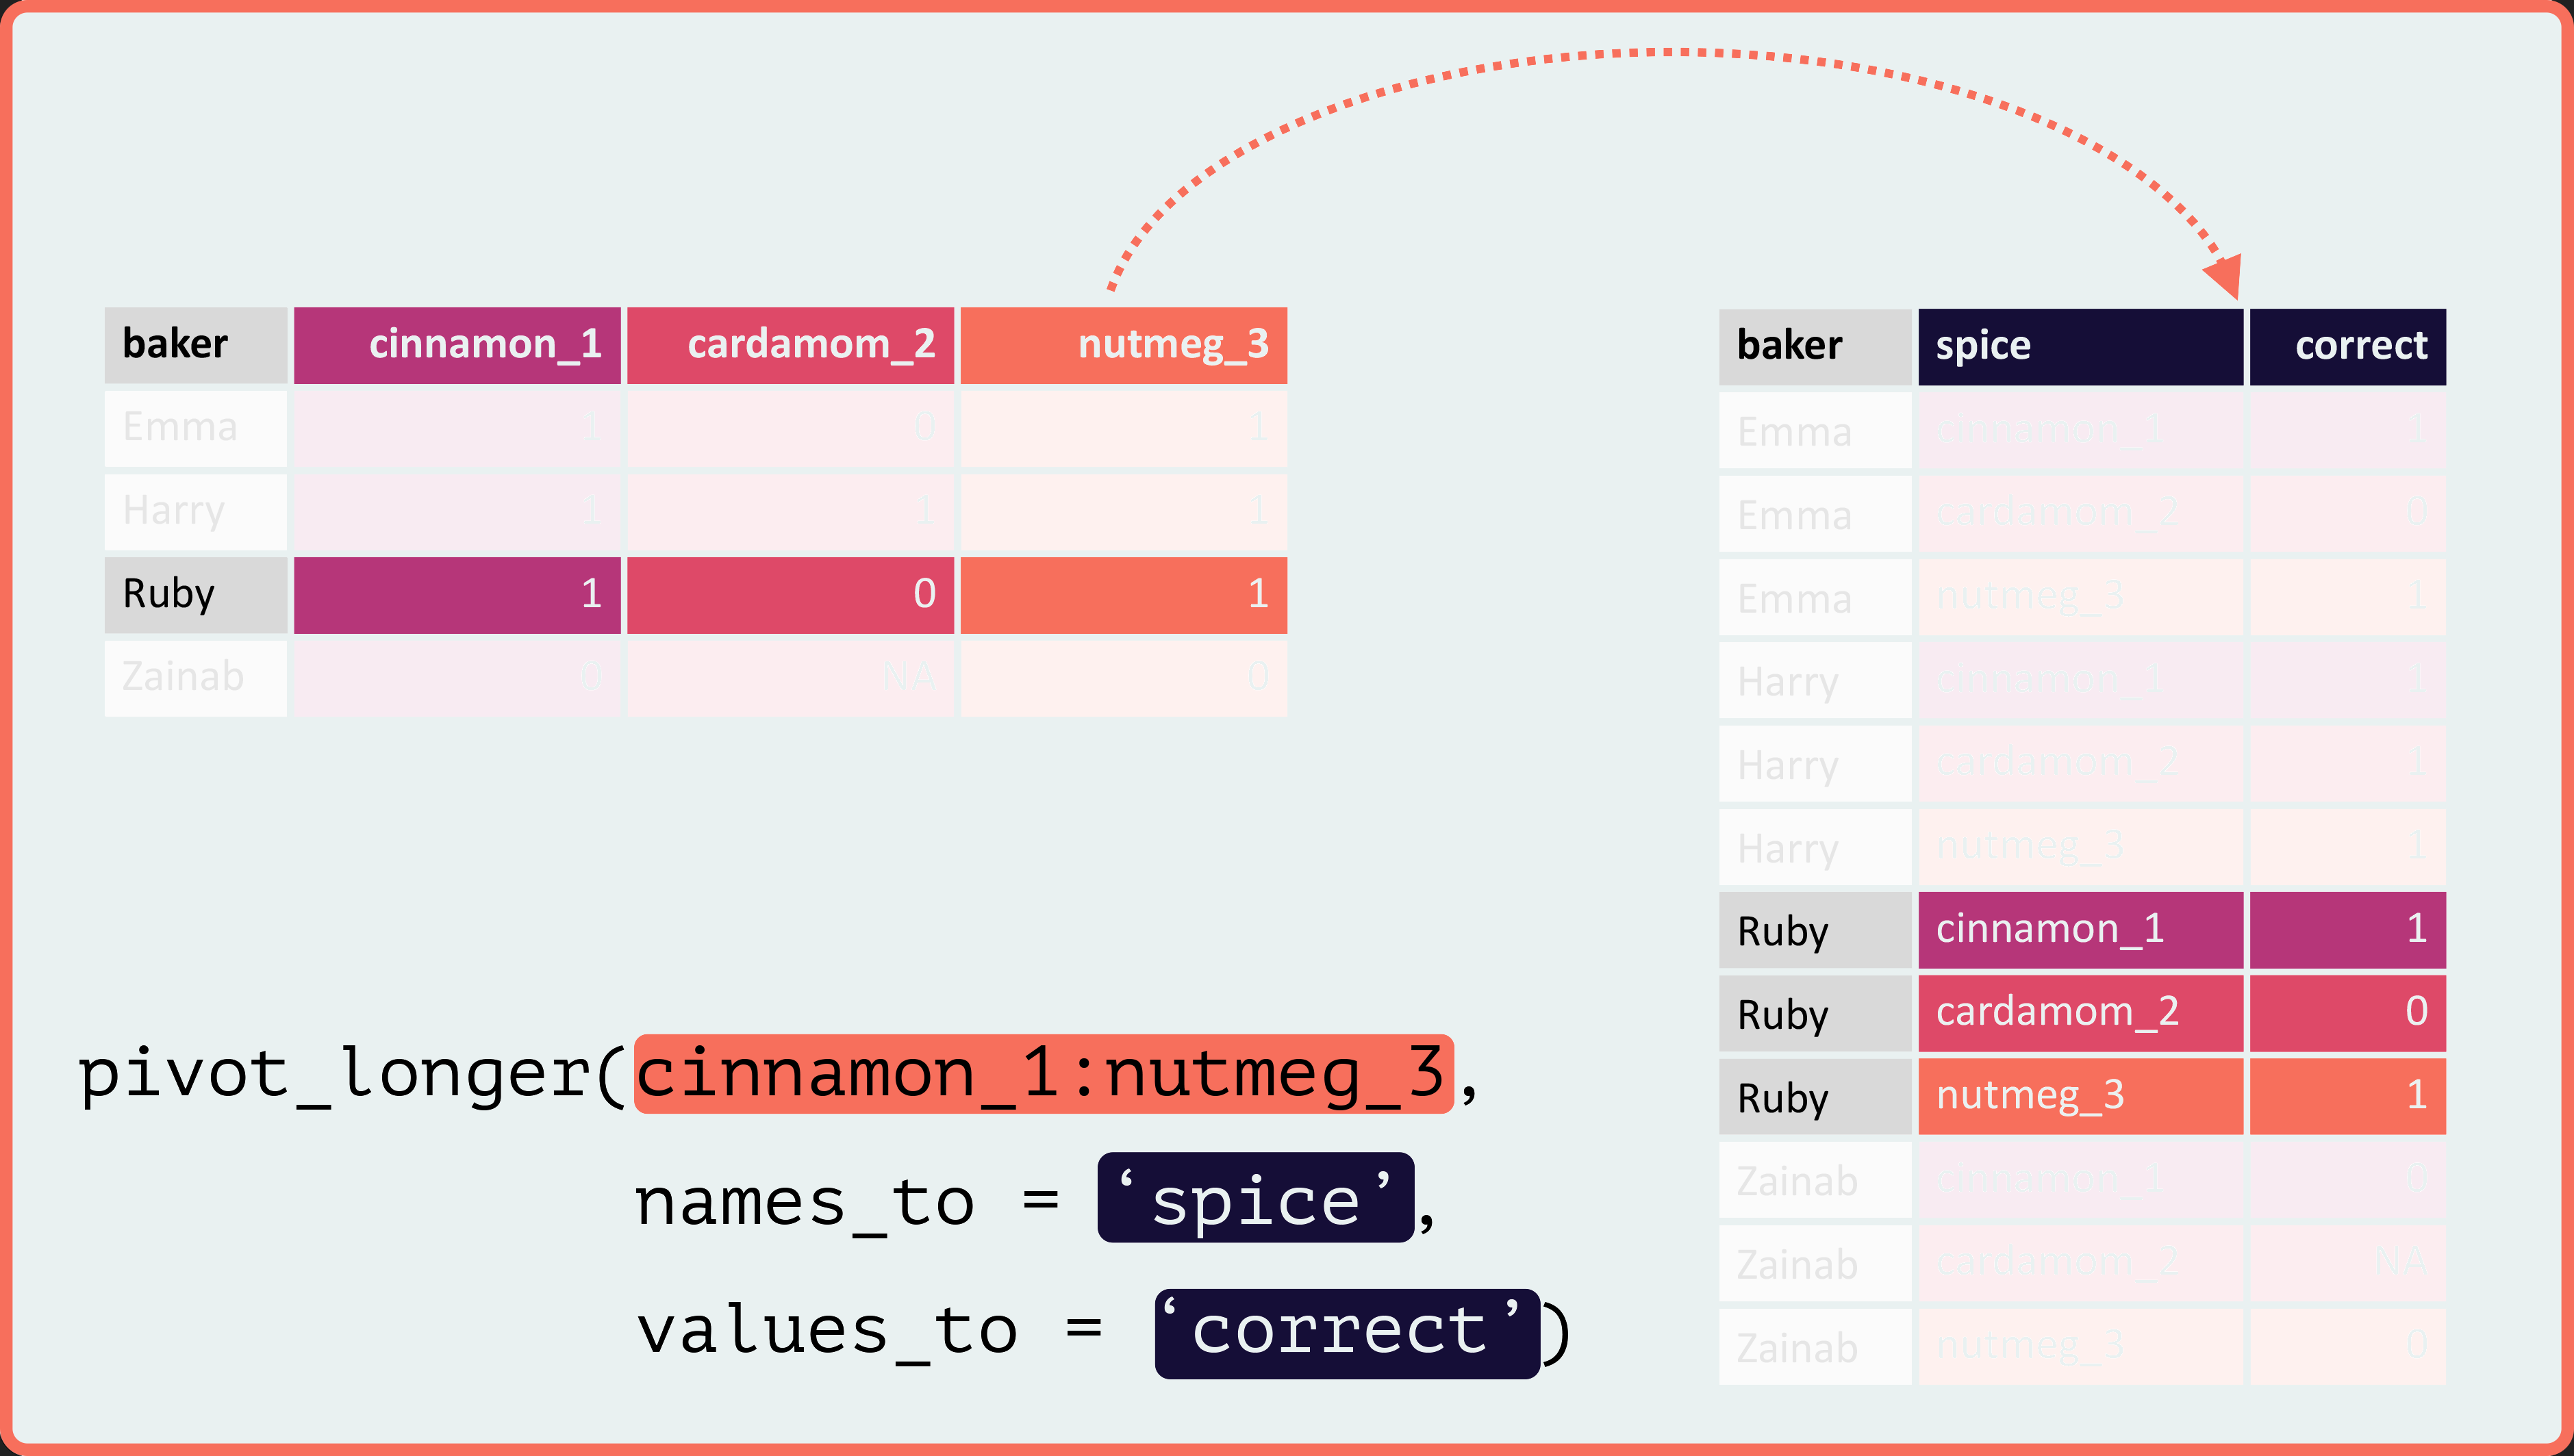 baker cinnamon_1 cardamom_2 nutmeg_3
Emma 1 0 1
Harry 1 1 1
Ruby 1 0 1
Zainab 0 NA 0
pivot_longer(cinnamon_1:nutmeg_3,
names_to = ‘spice’,
values_to = ‘correct’)
baker spice correct
Emma cinnamon_1 1
Emma cardamom_2 0
Emma nutmeg_3 1
Harry cinnamon_1 1
Harry cardamom_2 1
Harry nutmeg_3 1
Ruby cinnamon_1 1
Ruby cardamom_2 0
Ruby nutmeg_3 1
Zainab cinnamon_1 0
Zainab cardamom_2 NA
Zainab nutmeg_3 0